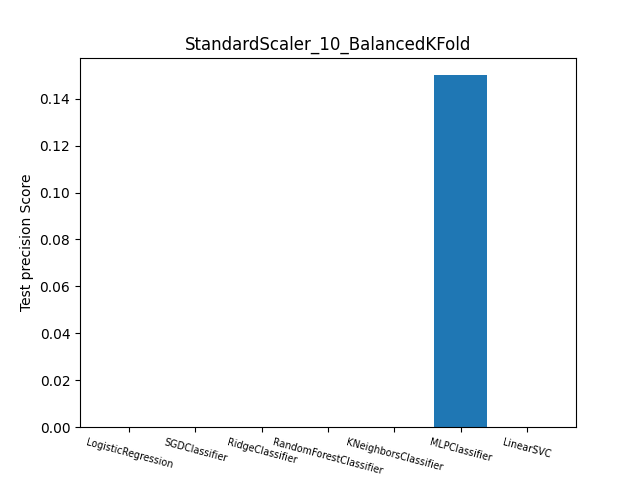 StandardScaler_10_BalancedKFold
Test precision Score
0.14
0.12
0.10
0.08
0.06
0.04
0.02
0.00
LogisticRegression
SGDClassifier
RidgeClassifier
RandomForestClassifier
KNeighborsClassifier
MLPClassifier
LinearSVC